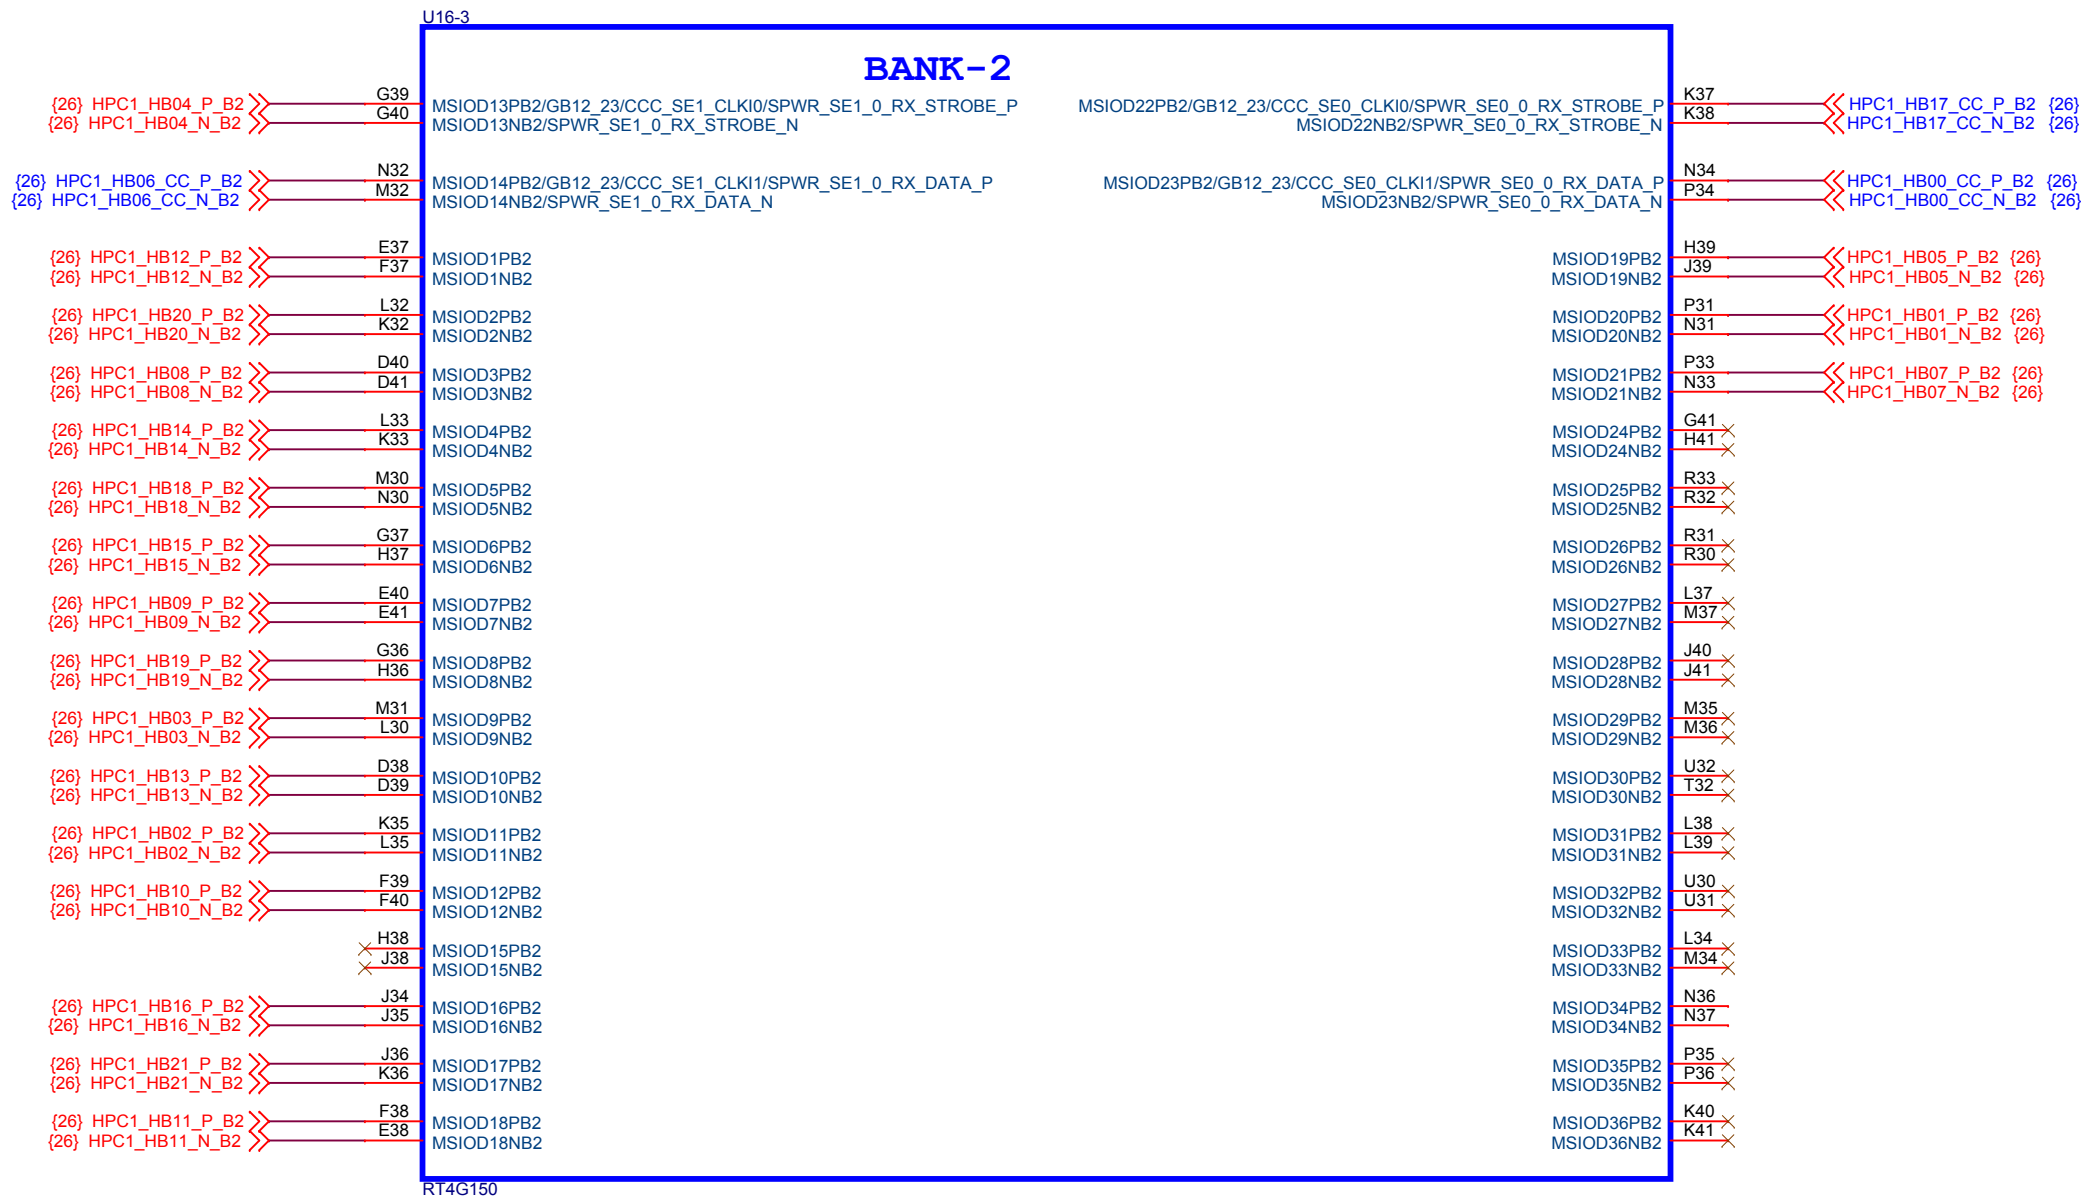 U16-3
BANK-2
{26} HPC1_HB04_P_B2 G39 MSIOD13PB2/GB12_23/CCC_SE1_CLKI0/SPWR_SE1_0_RX_STROBE_P
{26} HPC1_HB04_N_B2 G40 MSIOD13NB2/SPWR_SE1_0_RX_STROBE_N
{26} HPC1_HB06_CC_P_B2 N32 MSIOD14PB2/GB12_23/CCC_SE1_CLKI1/SPWR_SE1_0_RX_DATA_P
{26} HPC1_HB06_CC_N_B2 M32 MSIOD14NB2/SPWR_SE1_0_RX_DATA_N
{26} HPC1_HB12_P_B2 E37 MSIOD1PB2
{26} HPC1_HB12_N_B2 F37 MSIOD1NB2
{26} HPC1_HB20_P_B2 L32 MSIOD2PB2
{26} HPC1_HB20_N_B2 K32 MSIOD2NB2
{26} HPC1_HB08_P_B2 D40 MSIOD3PB2
{26} HPC1_HB08_N_B2 D41 MSIOD3NB2
{26} HPC1_HB14_P_B2 L33 MSIOD4PB2
{26} HPC1_HB14_N_B2 K33 MSIOD4NB2
{26} HPC1_HB18_P_B2 M30 MSIOD5PB2
{26} HPC1_HB18_N_B2 N30 MSIOD5NB2
{26} HPC1_HB15_P_B2 G37 MSIOD6PB2
{26} HPC1_HB15_N_B2 H37 MSIOD6NB2
{26} HPC1_HB09_P_B2 E40 MSIOD7PB2
{26} HPC1_HB09_N_B2 E41 MSIOD7NB2
{26} HPC1_HB19_P_B2 G36 MSIOD8PB2
{26} HPC1_HB19_N_B2 H36 MSIOD8NB2
{26} HPC1_HB03_P_B2 M31 MSIOD9PB2
{26} HPC1_HB03_N_B2 L30 MSIOD9NB2
{26} HPC1_HB13_P_B2 D38 MSIOD10PB2
{26} HPC1_HB13_N_B2 D39 MSIOD10NB2
{26} HPC1_HB02_P_B2 K35 MSIOD11PB2
{26} HPC1_HB02_N_B2 L35 MSIOD11NB2
{26} HPC1_HB10_P_B2 F39 MSIOD12PB2
{26} HPC1_HB10_N_B2 F40 MSIOD12NB2
H38 MSIOD15PB2
J38 MSIOD15NB2
{26} HPC1_HB16_P_B2 J34 MSIOD16PB2
{26} HPC1_HB16_N_B2 J35 MSIOD16NB2
{26} HPC1_HB21_P_B2 J36 MSIOD17PB2
{26} HPC1_HB21_N_B2 K36 MSIOD17NB2
{26} HPC1_HB11_P_B2 F38 MSIOD18PB2
{26} HPC1_HB11_N_B2 E38 MSIOD18NB2
MSIOD22PB2/GB12_23/CCC_SE0_CLKI0/SPWR_SE0_0_RX_STROBE_P K37 HPC1_HB17_CC_P_B2 {26}
MSIOD22NB2/SPWR_SE0_0_RX_STROBE_N K38 HPC1_HB17_CC_N_B2 {26}
MSIOD23PB2/GB12_23/CCC_SE0_CLKI1/SPWR_SE0_0_RX_DATA_P N34 HPC1_HB00_CC_P_B2 {26}
MSIOD23NB2/SPWR_SE0_0_RX_DATA_N P34 HPC1_HB00_CC_N_B2 {26}
MSIOD19PB2 H39 HPC1_HB05_P_B2 {26}
MSIOD19NB2 J39 HPC1_HB05_N_B2 {26}
MSIOD20PB2 P31 HPC1_HB01_P_B2 {26}
MSIOD20NB2 N31 HPC1_HB01_N_B2 {26}
MSIOD21PB2 P33 HPC1_HB07_P_B2 {26}
MSIOD21NB2 N33 HPC1_HB07_N_B2 {26}
MSIOD24PB2 G41
MSIOD24NB2 H41
MSIOD25PB2 R33
MSIOD25NB2 R32
MSIOD26PB2 R31
MSIOD26NB2 R30
MSIOD27PB2 L37
MSIOD27NB2 M37
MSIOD28PB2 J40
MSIOD28NB2 J41
MSIOD29PB2 M35
MSIOD29NB2 M36
MSIOD30PB2 U32
MSIOD30NB2 T32
MSIOD31PB2 L38
MSIOD31NB2 L39
MSIOD32PB2 U30
MSIOD32NB2 U31
MSIOD33PB2 L34
MSIOD33NB2 M34
MSIOD34PB2 N36
MSIOD34NB2 N37
MSIOD35PB2 P35
MSIOD35NB2 P36
MSIOD36PB2 K40
MSIOD36NB2 K41
RT4G150